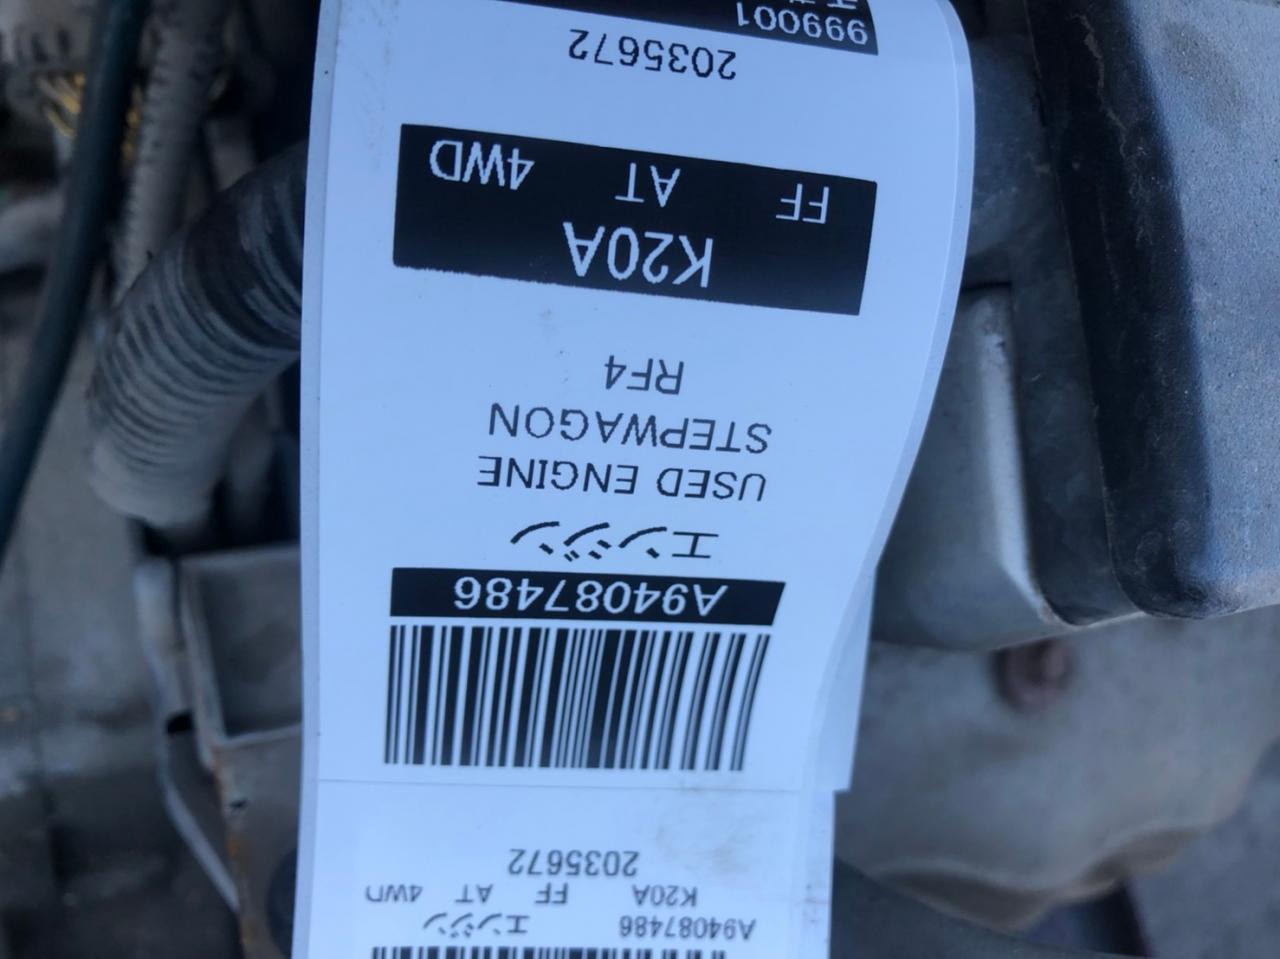 A94087486 エンジン
K20A FF AT 4WD
2035672
A94087486
エンジン
USED ENGINE
STEPWAGON
RF4
K20A
FF AT 4WD
2035672
999001